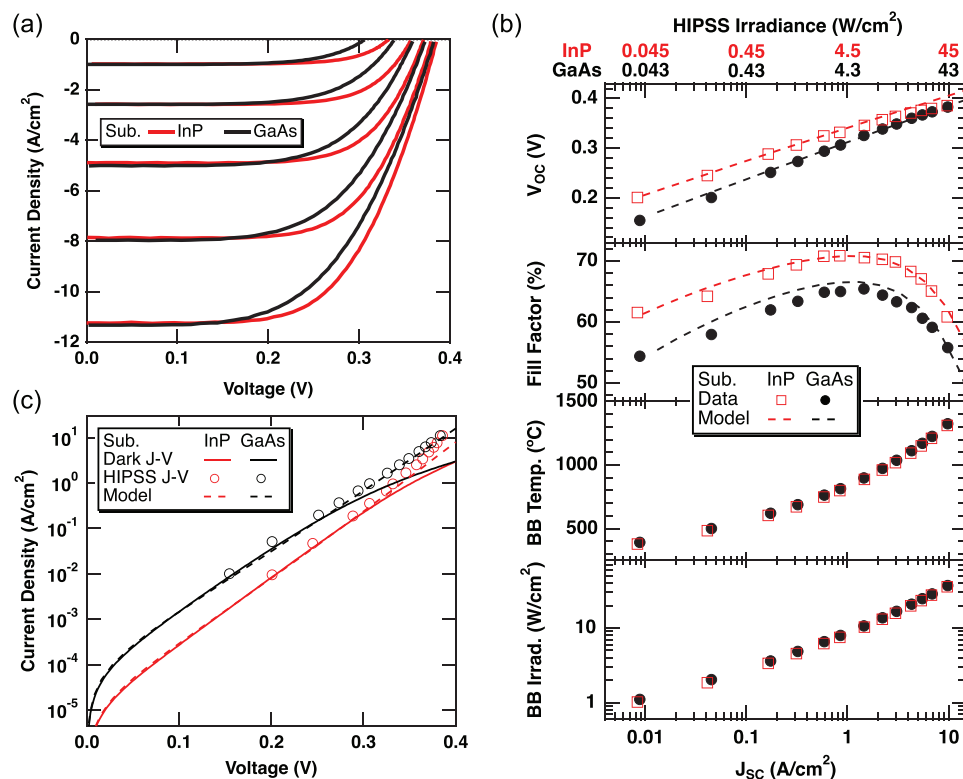 (a)
0
-2
-4
-6
-8
-10
-12
Current Density (A/cm²)
Sub. InP GaAs
0.0 0.1 0.2 0.3 0.4
Voltage (V)
(b)
HIPSS Irradiance (W/cm²)
InP 0.045 0.45 4.5 45
GaAs 0.043 0.43 4.3 43
0.4
0.2
V_OC (V)
70
60
50
Fill Factor (%)
Sub. InP GaAs
Data
Model
1500
1000
500
BB Temp. (ºC)
10
1
BB Irrad. (W/cm²)
0.01 0.1 1 10
J_SC (A/cm²)
(c)
Sub. InP GaAs
Dark J-V
HIPSS J-V
Model
10¹
10⁰
10⁻¹
10⁻²
10⁻³
10⁻⁴
10⁻⁵
Current Density (A/cm²)
0.0 0.1 0.2 0.3 0.4
Voltage (V)